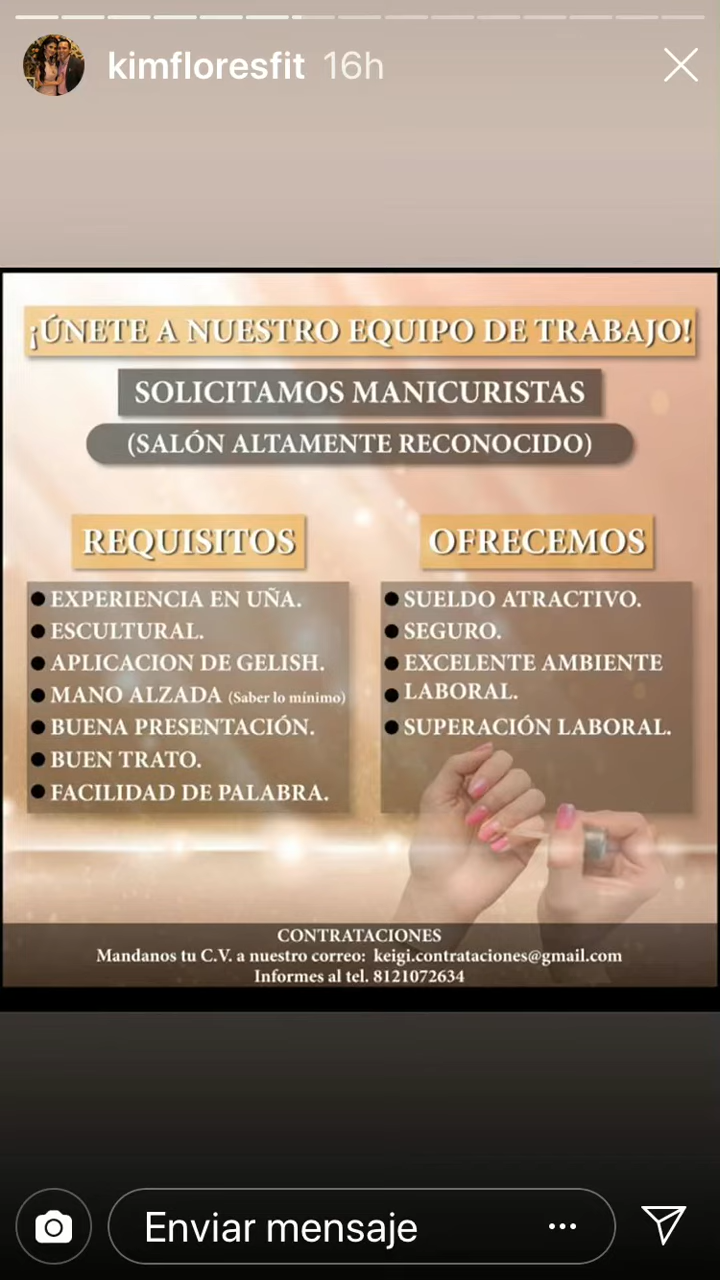 kimfloresfit 16h
¡ÚNETE A NUESTRO EQUIPO DE TRABAJO!
SOLICITAMOS MANICURISTAS
(SALÓN ALTAMENTE RECONOCIDO)
REQUISITOS
● EXPERIENCIA EN UÑA.
● ESCULTURAL.
● APLICACION DE GELISH.
● MANO ALZADA (Saber lo mínimo)
● BUENA PRESENTACIÓN.
● BUEN TRATO.
● FACILIDAD DE PALABRA.
OFRECEMOS
● SUELDO ATRACTIVO.
● SEGURO.
● EXCELENTE AMBIENTE
● LABORAL.
● SUPERACIÓN LABORAL.
CONTRATACIONES
Mandanos tu C.V. a nuestro correo: keigi.contrataciones@gmail.com
Informes al tel. 8121072634
Enviar mensaje